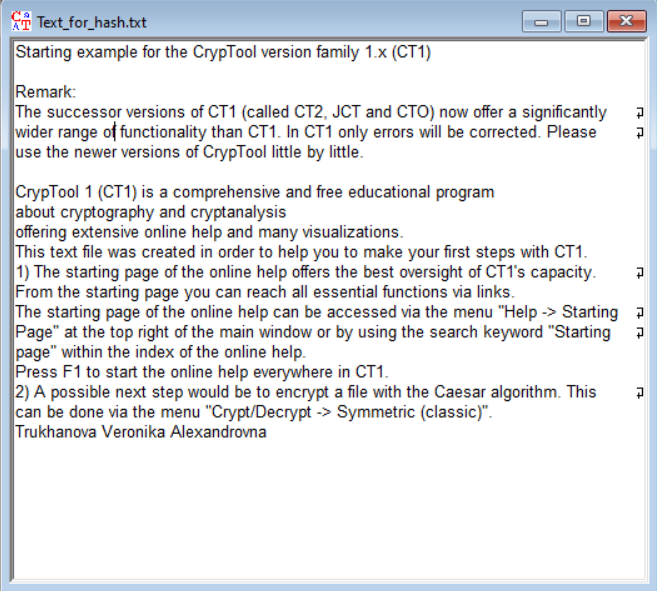 Text_for_hash.txt
Starting example for the CrypTool version family 1.x (CT1)
Remark:
The successor versions of CT1 (called CT2, JCT and CTO) now offer a significantly
wider range of functionality than CT1. In CT1 only errors will be corrected. Please
use the newer versions of CrypTool little by little.
CrypTool 1 (CT1) is a comprehensive and free educational program
about cryptography and cryptanalysis
offering extensive online help and many visualizations.
This text file was created in order to help you to make your first steps with CT1.
1) The starting page of the online help offers the best oversight of CT1's capacity.
From the starting page you can reach all essential functions via links.
The starting page of the online help can be accessed via the menu "Help -> Starting
Page" at the top right of the main window or by using the search keyword "Starting
page" within the index of the online help.
Press F1 to start the online help everywhere in CT1.
2) A possible next step would be to encrypt a file with the Caesar algorithm. This
can be done via the menu "Crypt/Decrypt -> Symmetric (classic)".
Trukhanova Veronika Alexandrovna